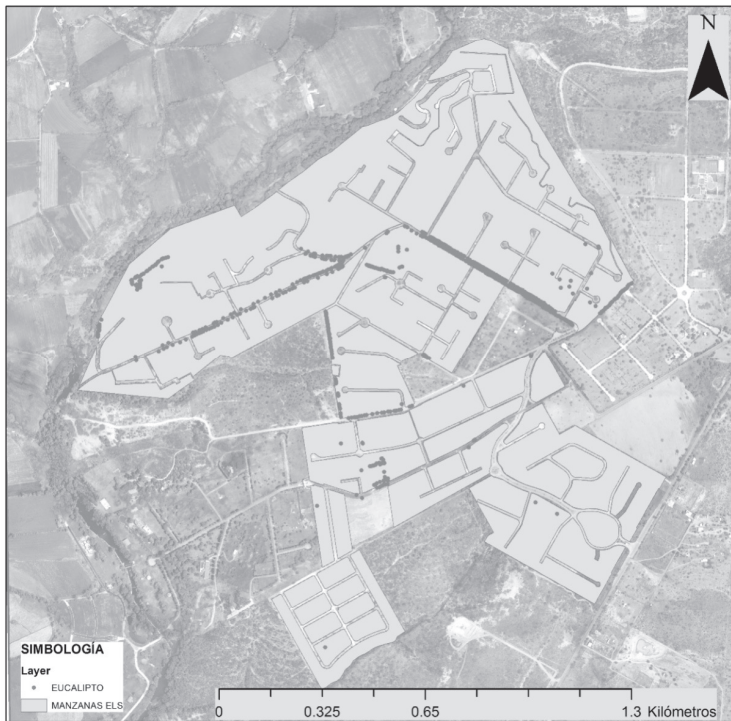 N
SIMBOLOGÍA
Layer
EUCALIPTO
MANZANAS ELS
0 0.325 0.65 1.3 Kilómetros